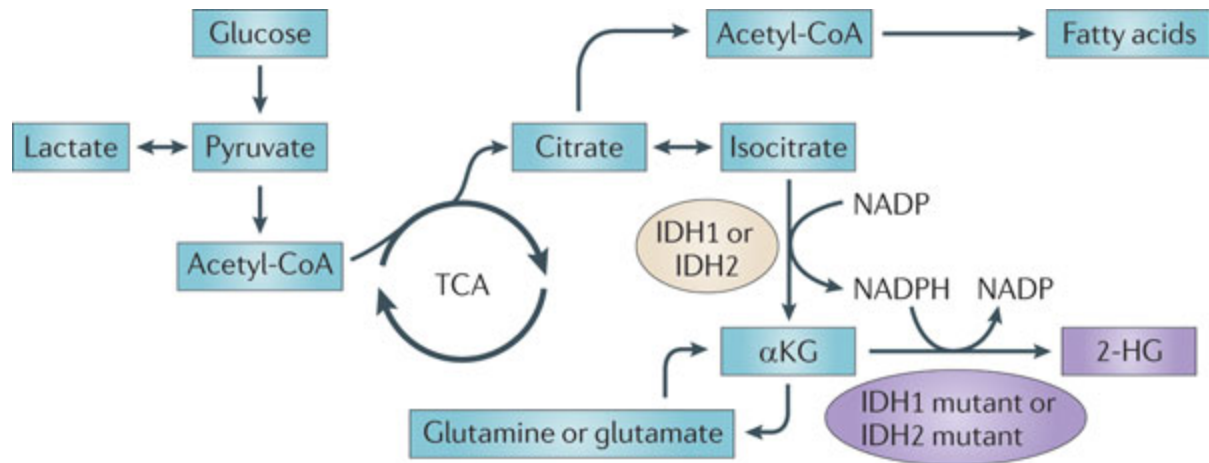 Glucose
Acetyl-CoA
Fatty acids
Lactate
Pyruvate
Citrate
Isocitrate
NADP
IDH1 or
IDH2
Acetyl-CoA
TCA
NADPH
NADP
αKG
2-HG
IDH1 mutant or
IDH2 mutant
Glutamine or glutamate